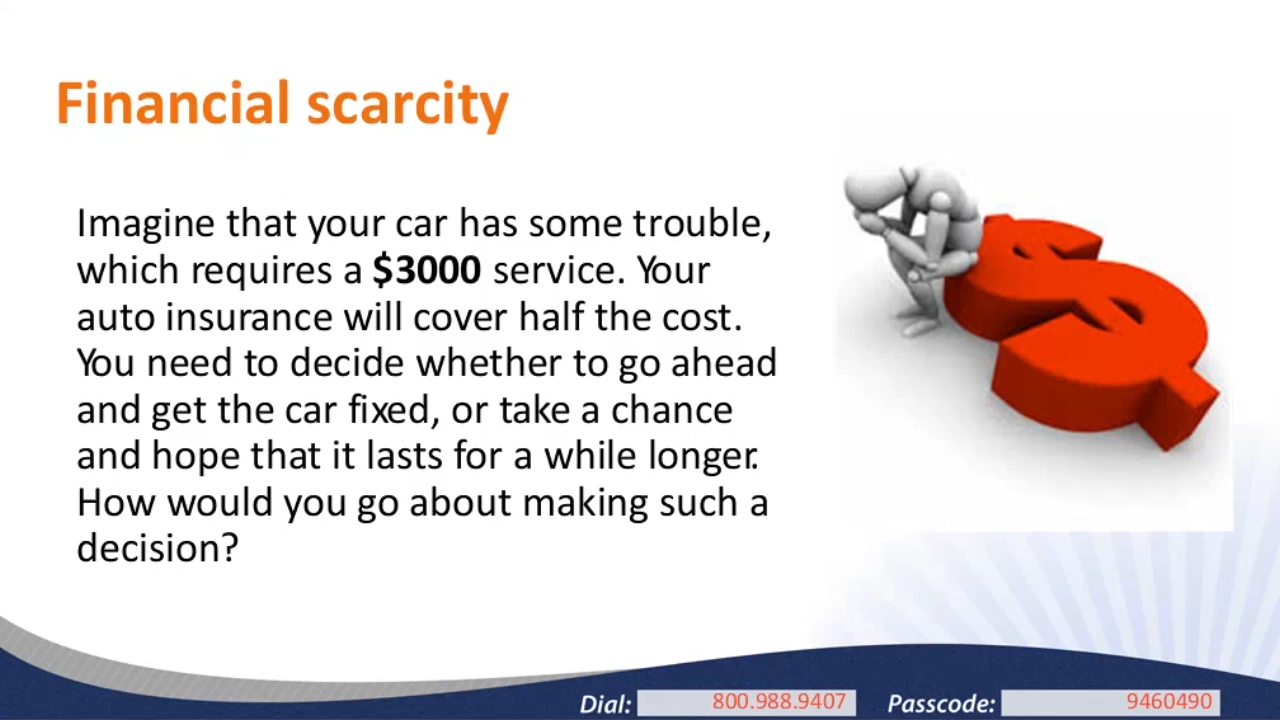 Financial scarcity
Imagine that your car has some trouble,
which requires a $3000 service. Your
auto insurance will cover half the cost.
You need to decide whether to go ahead
and get the car fixed, or take a chance
and hope that it lasts for a while longer.
How would you go about making such a
decision?
Dial: 800.988.9407 Passcode: 9460490